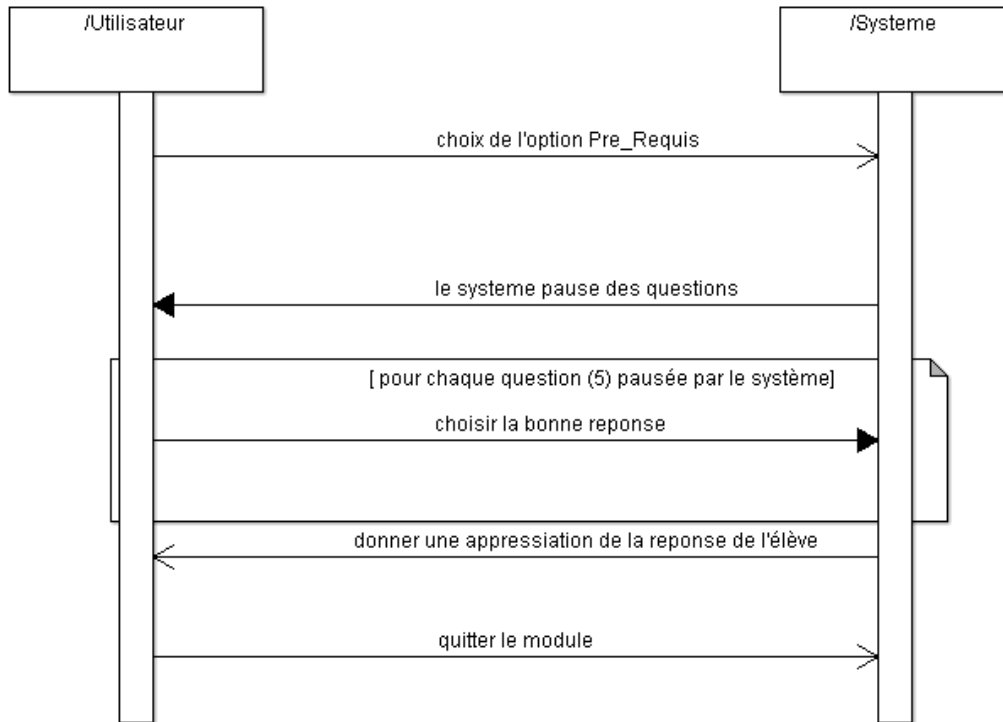 /Utilisateur
/Systeme
choix de l'option Pre_Requis
le systeme pause des questions
[ pour chaque question (5) pausée par le système]
choisir la bonne reponse
donner une appressiation de la reponse de l'élève
quitter le module